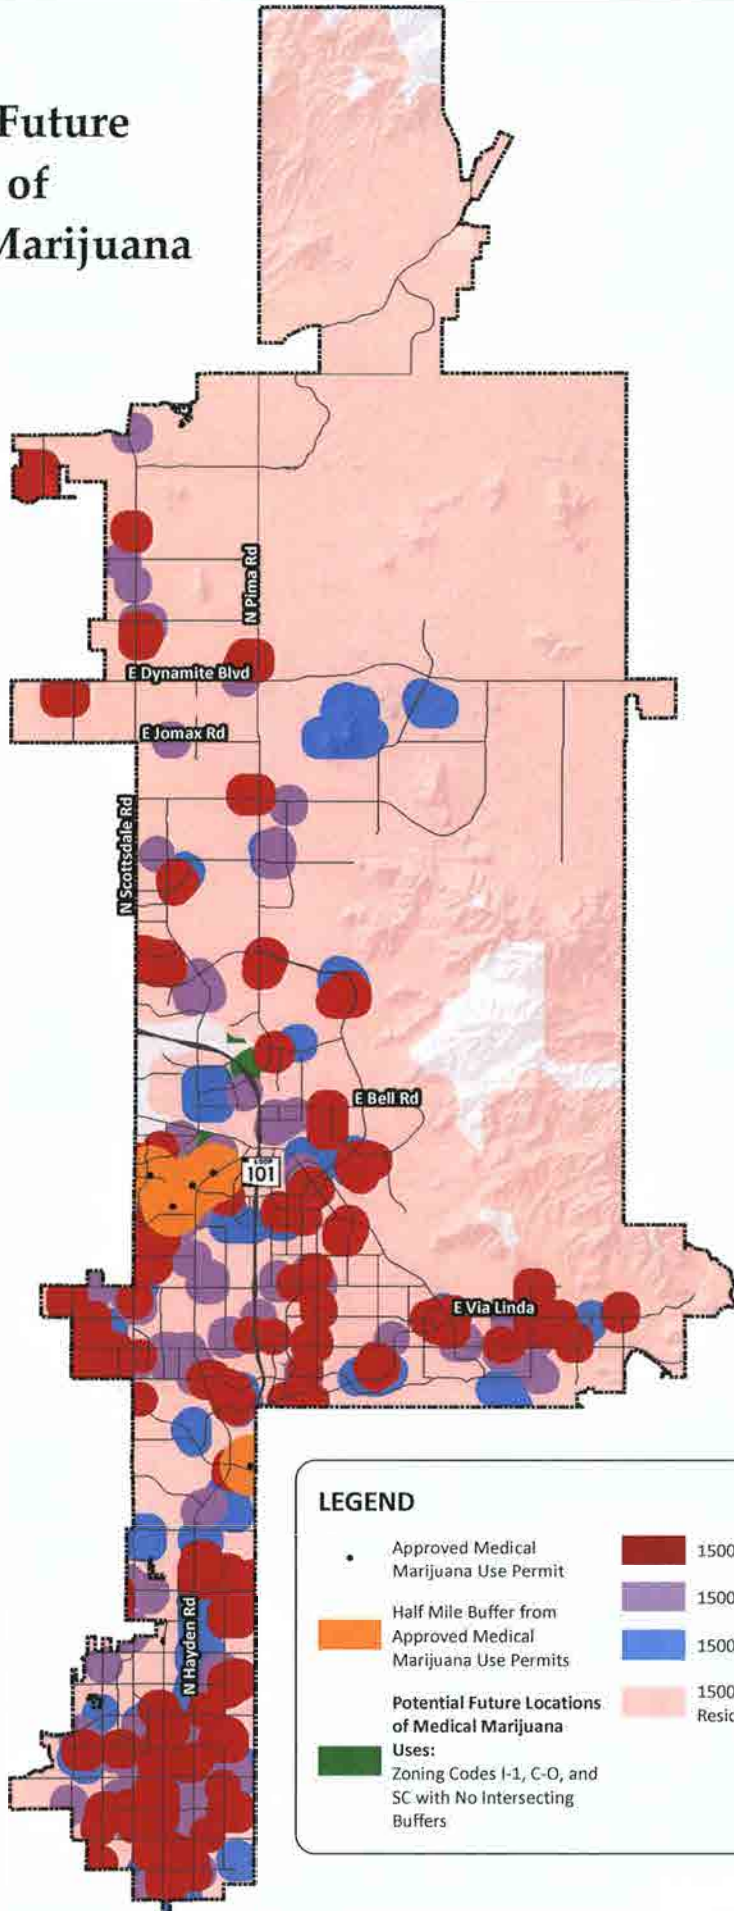 Future
of
Marijuana
N Pima Rd
E Dynamite Blvd
E Jomax Rd
N Scottsdale Rd
E Bell Rd
LOOP
101
E Via Linda
N Hayden Rd
LEGEND
Approved Medical
Marijuana Use Permit
Half Mile Buffer from
Approved Medical
Marijuana Use Permits
Potential Future Locations
of Medical Marijuana
Uses:
Zoning Codes I-1, C-O, and
SC with No Intersecting
Buffers
1500
1500
1500
1500
Resid